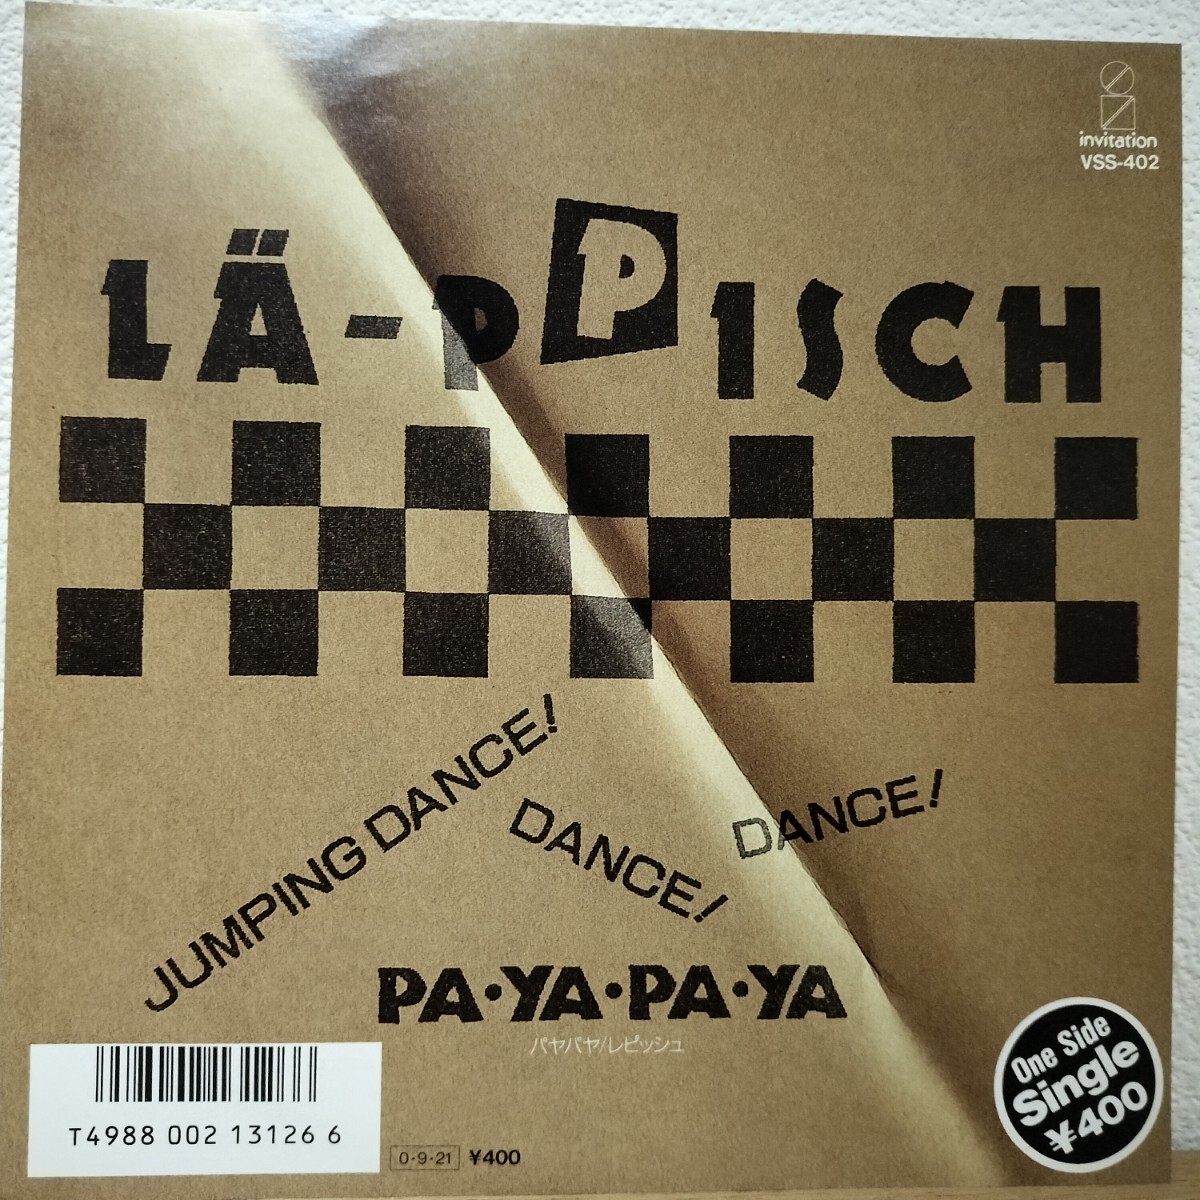 invitation
VSS-402
LÄ-PPISCH
JUMPING DANCE!
DANCE!
DANCE!
PA·YA·PA·YA
パヤパヤ/レピッシュ
One Side
Single
¥400
T4988 002 13126 6
0·9·21 ¥400